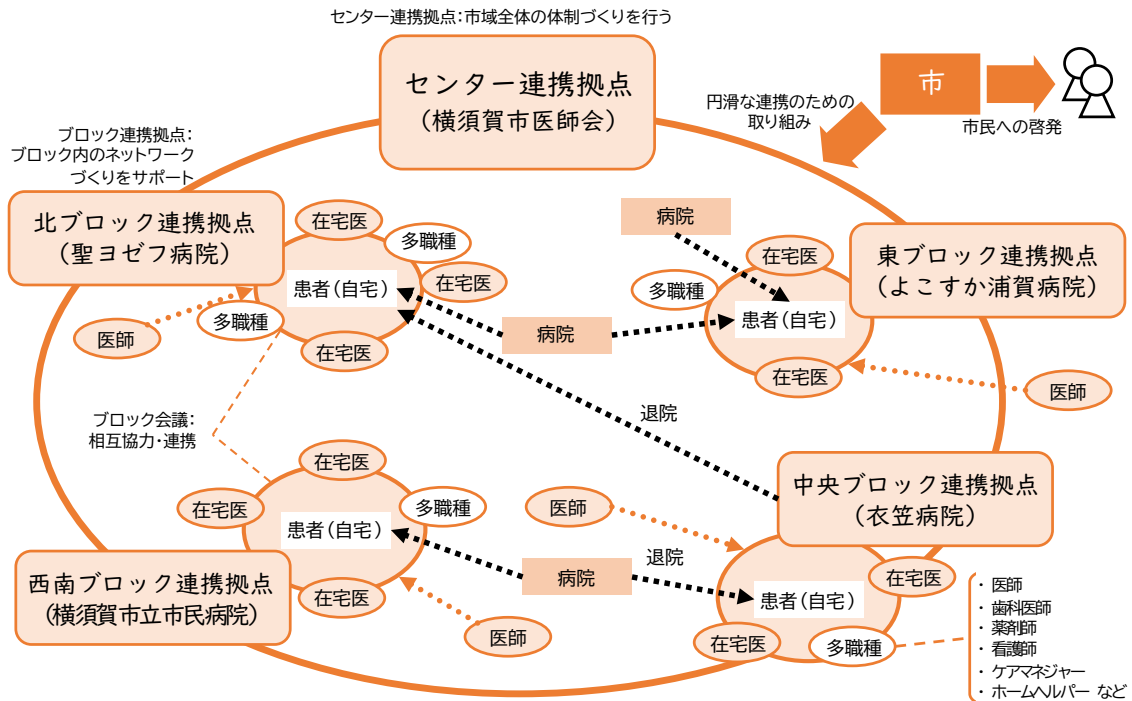 センター連携拠点：市域全体の体制づくりを行う
センター連携拠点
（横須賀市医師会）
市
円滑な連携のための
取り組み
市民への啓発
ブロック連携拠点：
ブロック内のネットワーク
づくりをサポート
北ブロック連携拠点
（聖ヨゼフ病院）
在宅医
多職種
在宅医
患者（自宅）
多職種
在宅医
医師
病院
病院
在宅医
多職種
患者（自宅）
在宅医
東ブロック連携拠点
（よこすか浦賀病院）
医師
退院
ブロック会議：
相互協力・連携
在宅医
在宅医
多職種
患者（自宅）
在宅医
西南ブロック連携拠点
（横須賀市立市民病院）
医師
医師
病院
退院
中央ブロック連携拠点
（衣笠病院）
在宅医
患者（自宅）
在宅医
多職種
・ 医師
・ 歯科医師
・ 薬剤師
・ 看護師
・ ケアマネジャー
・ ホームヘルパー など